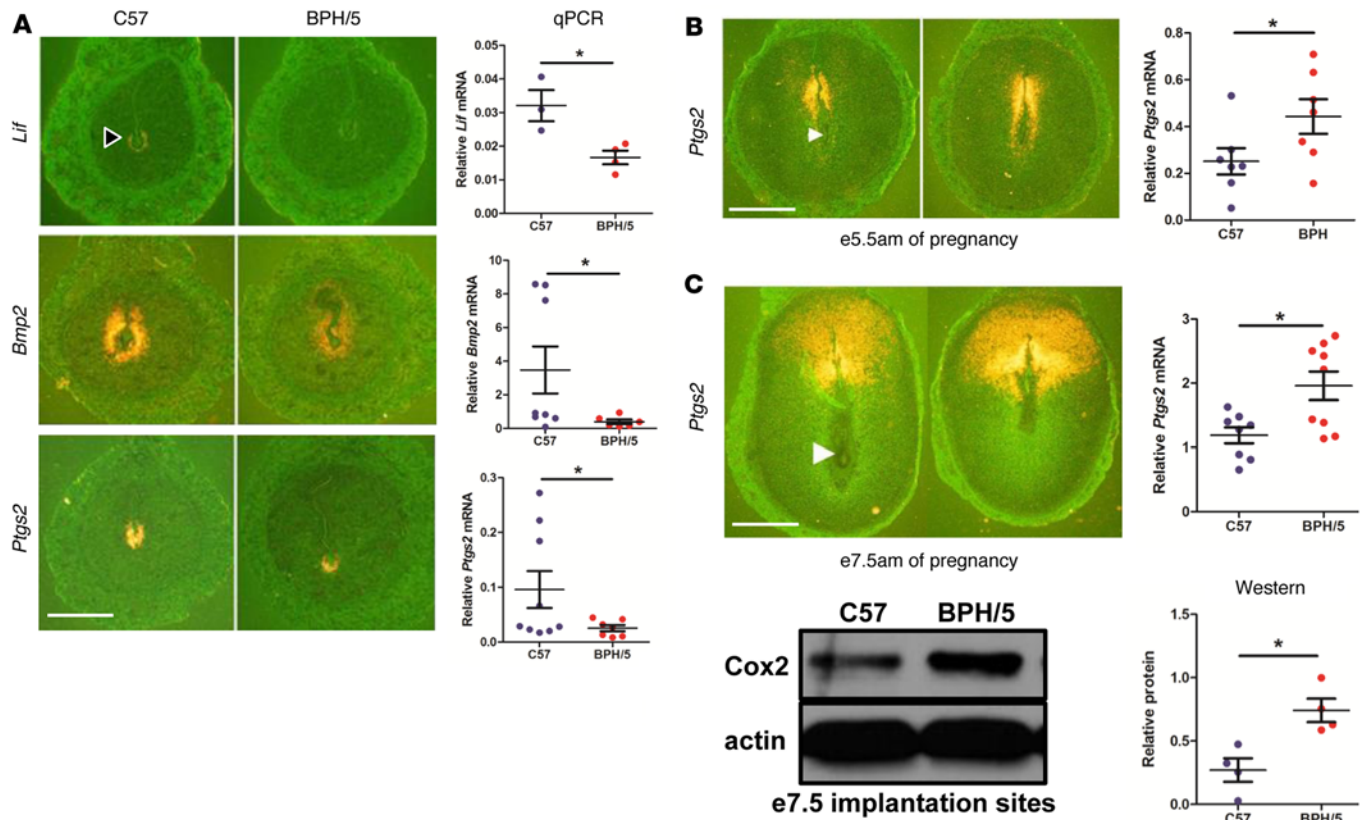 A
C57
BPH/5
qPCR
Lif
Relative Lif mRNA
0.05
0.04
0.03
0.02
0.01
0.00
*
C57
BPH/5
Bmp2
Relative Bmp2 mRNA
10
8
6
4
2
0
*
C57
BPH/5
Ptgs2
Relative Ptgs2 mRNA
0.3
0.2
0.1
0.0
*
C57
BPH/5
B
Ptgs2
e5.5am of pregnancy
Relative Ptgs2 mRNA
0.8
0.6
0.4
0.2
0.0
*
C57
BPH
C
Ptgs2
e7.5am of pregnancy
Relative Ptgs2 mRNA
3
2
1
0
*
C57
BPH/5
C57
BPH/5
Cox2
actin
e7.5 implantation sites
Western
Relative protein
1.5
1.0
0.5
0.0
*
C57
BPH/5